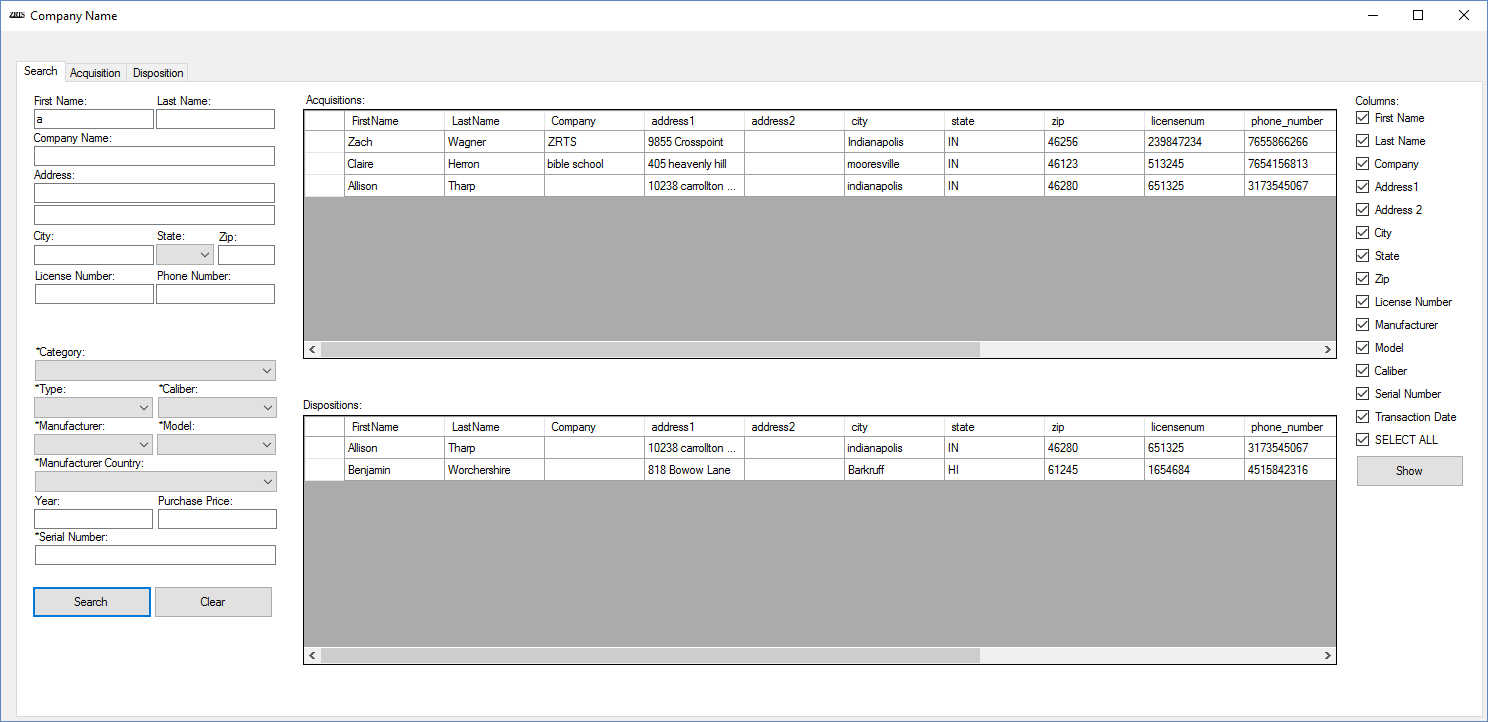 ZRTS Company Name
Search Acquisition Disposition
First Name: Last Name:
a
Company Name:
Address:
City: State: Zip:
License Number: Phone Number:
*Category:
*Type: *Caliber:
*Manufacturer: *Model:
*Manufacturer Country:
Year: Purchase Price:
*Serial Number:
Search Clear
Acquisitions:
FirstName LastName Company address1 address2 city state zip licensenum phone_number
Zach Wagner ZRTS 9855 Crosspoint Indianapolis IN 46256 239847234 7655866266
Claire Herron bible school 405 heavenly hill mooresville IN 46123 513245 7654156813
Allison Tharp 10238 carrollton ... indianapolis IN 46280 651325 3173545067
Dispositions:
FirstName LastName Company address1 address2 city state zip licensenum phone_number
Allison Tharp 10238 carrollton ... indianapolis IN 46280 651325 3173545067
Benjamin Worchershire 818 Bowow Lane Barkruff HI 61245 1654684 4515842316
Columns:
First Name
Last Name
Company
Address1
Address 2
City
State
Zip
License Number
Manufacturer
Model
Caliber
Serial Number
Transaction Date
SELECT ALL
Show